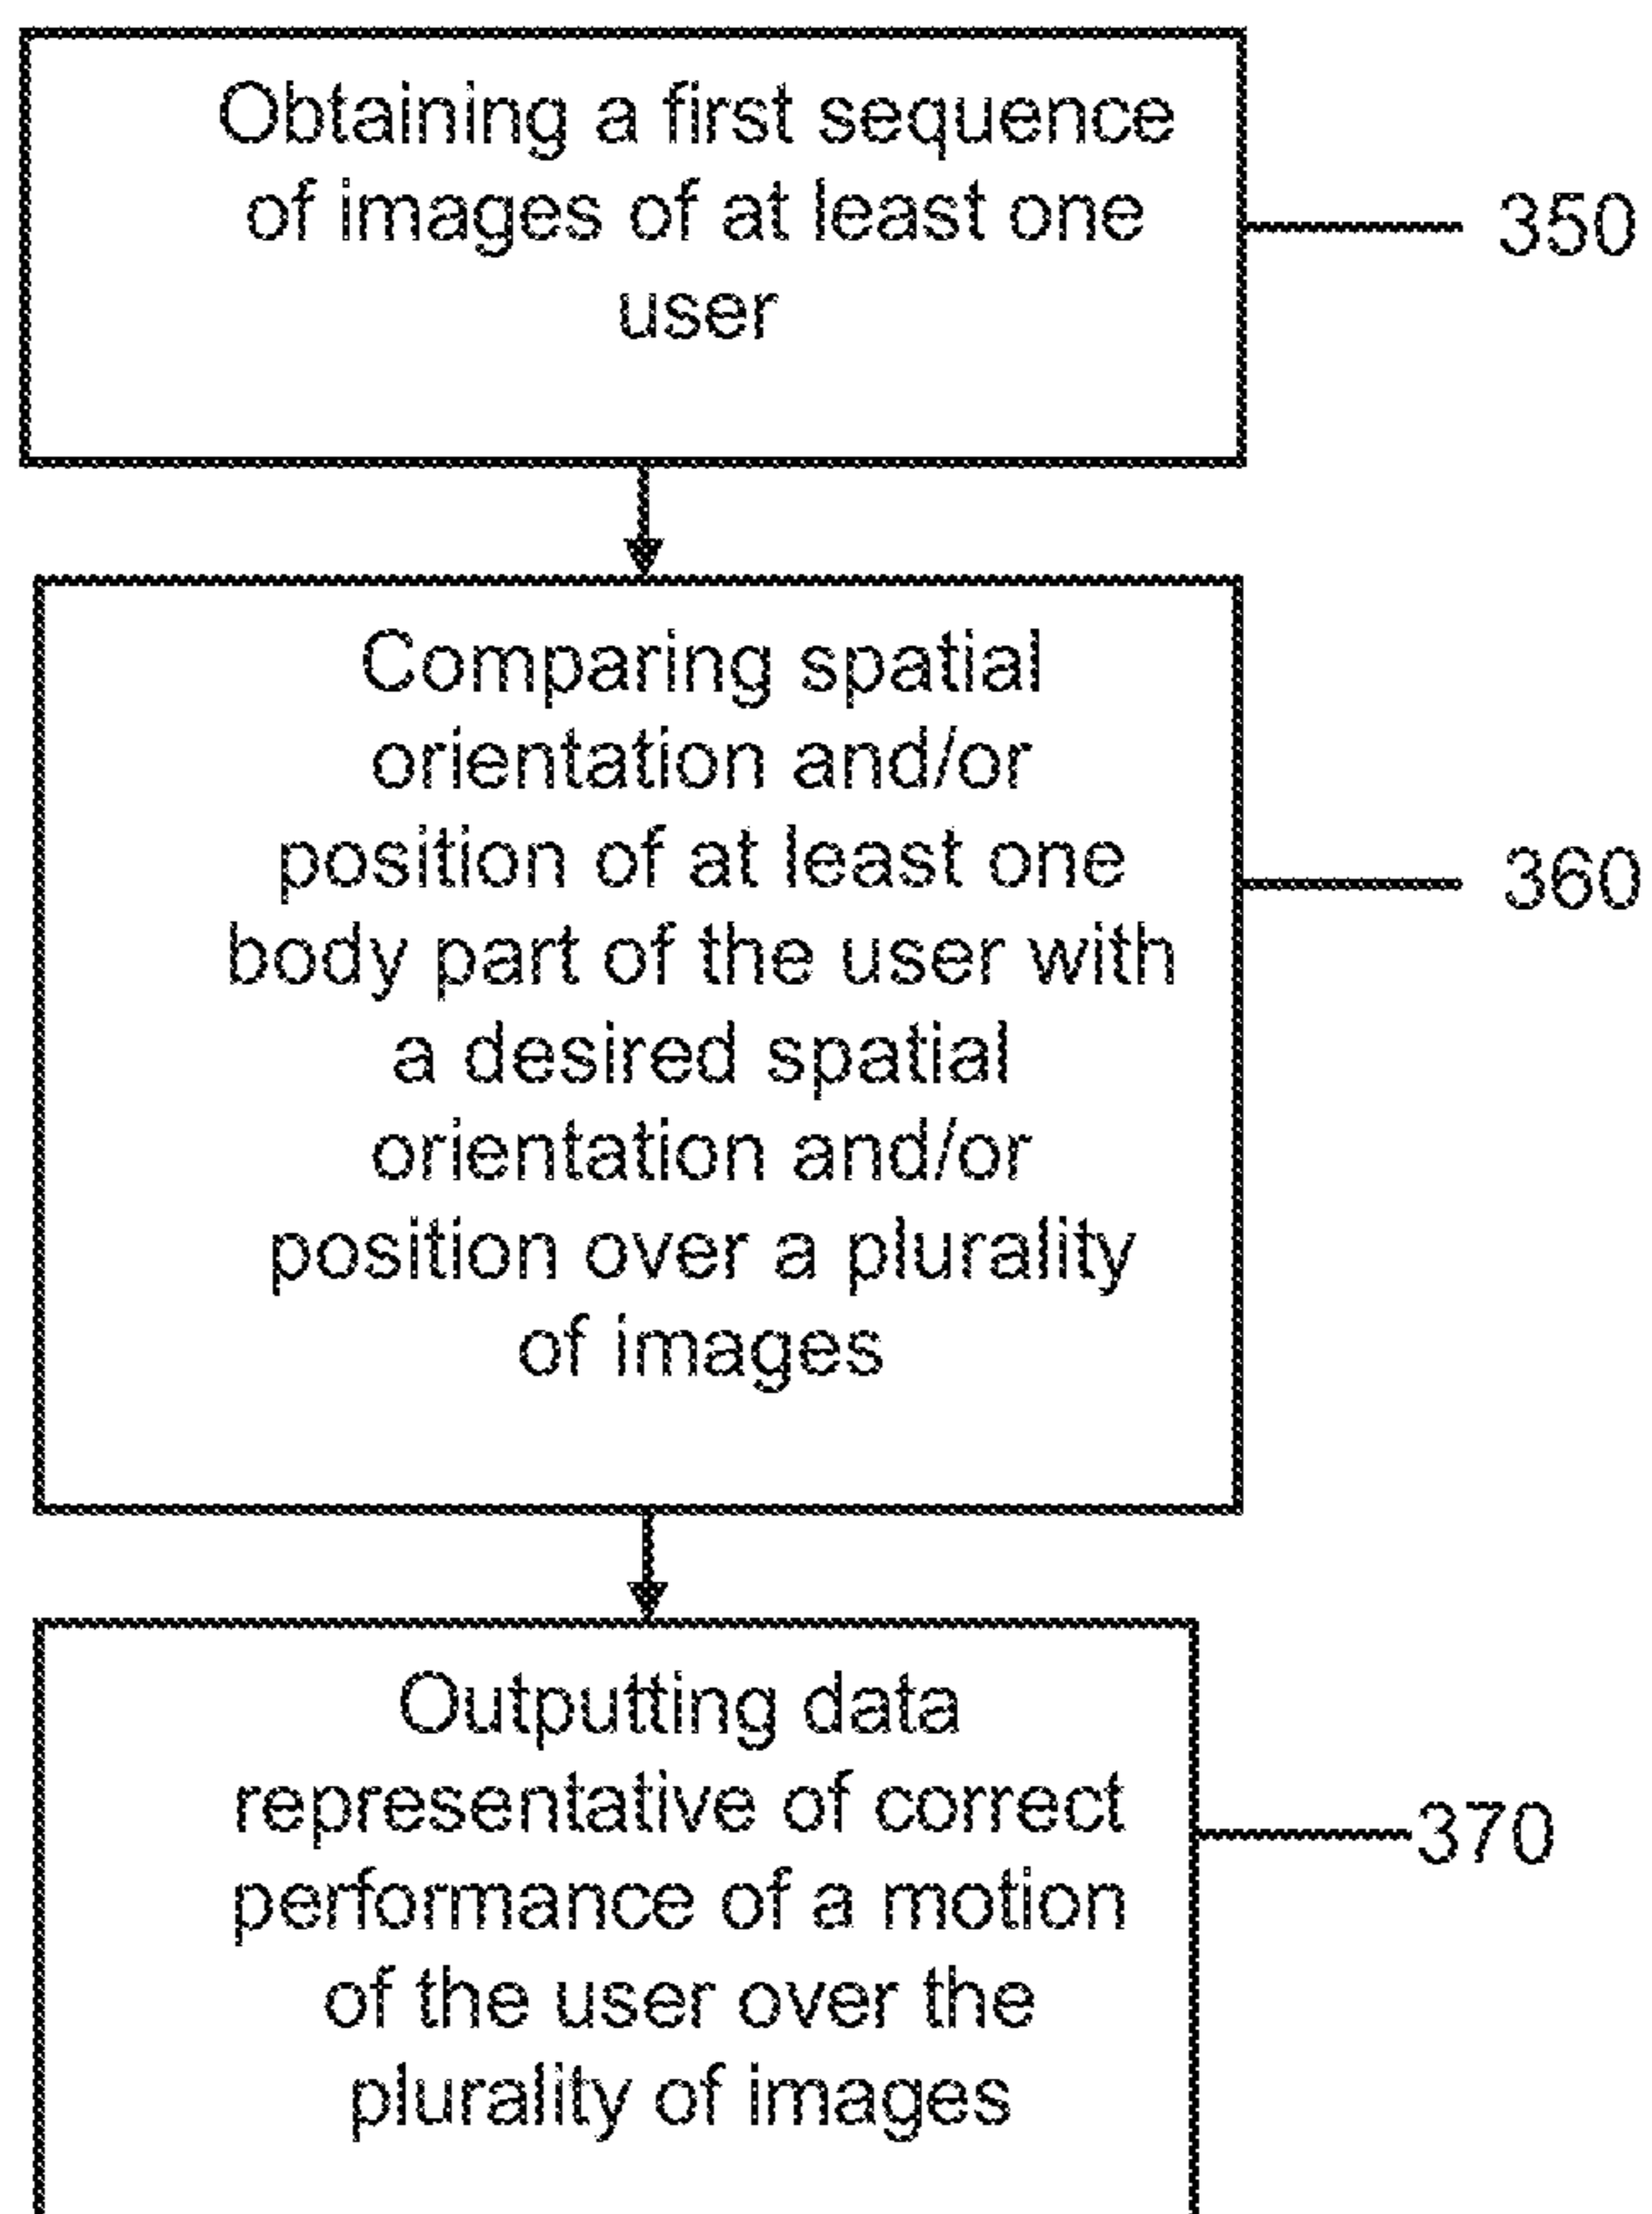 Obtaining a first sequence
of images of at least one
user
350
Comparing spatial
orientation and/or
position of at least one
body part of the user with
a desired spatial
orientation and/or
position over a plurality
of images
360
Outputting data
representative of correct
performance of a motion
of the user over the
plurality of images
370